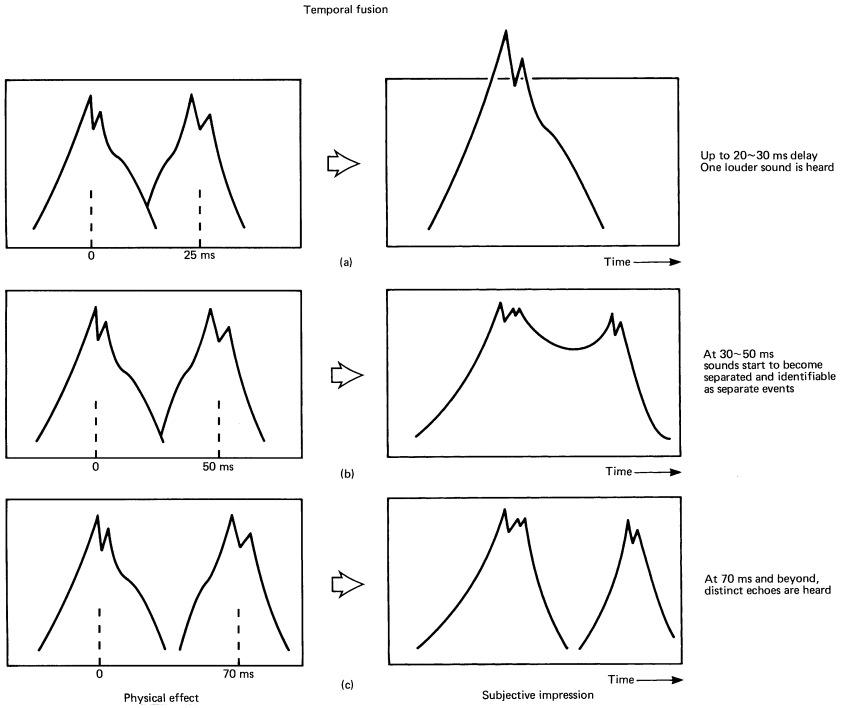 Temporal fusion
0
25 ms
(a)
Time
Up to 20~30 ms delay
One louder sound is heard
0
50 ms
(b)
Time
At 30~50 ms
sounds start to become
separated and identifiable
as separate events
0
70 ms
(c)
Time
At 70 ms and beyond,
distinct echoes are heard
Physical effect
Subjective impression